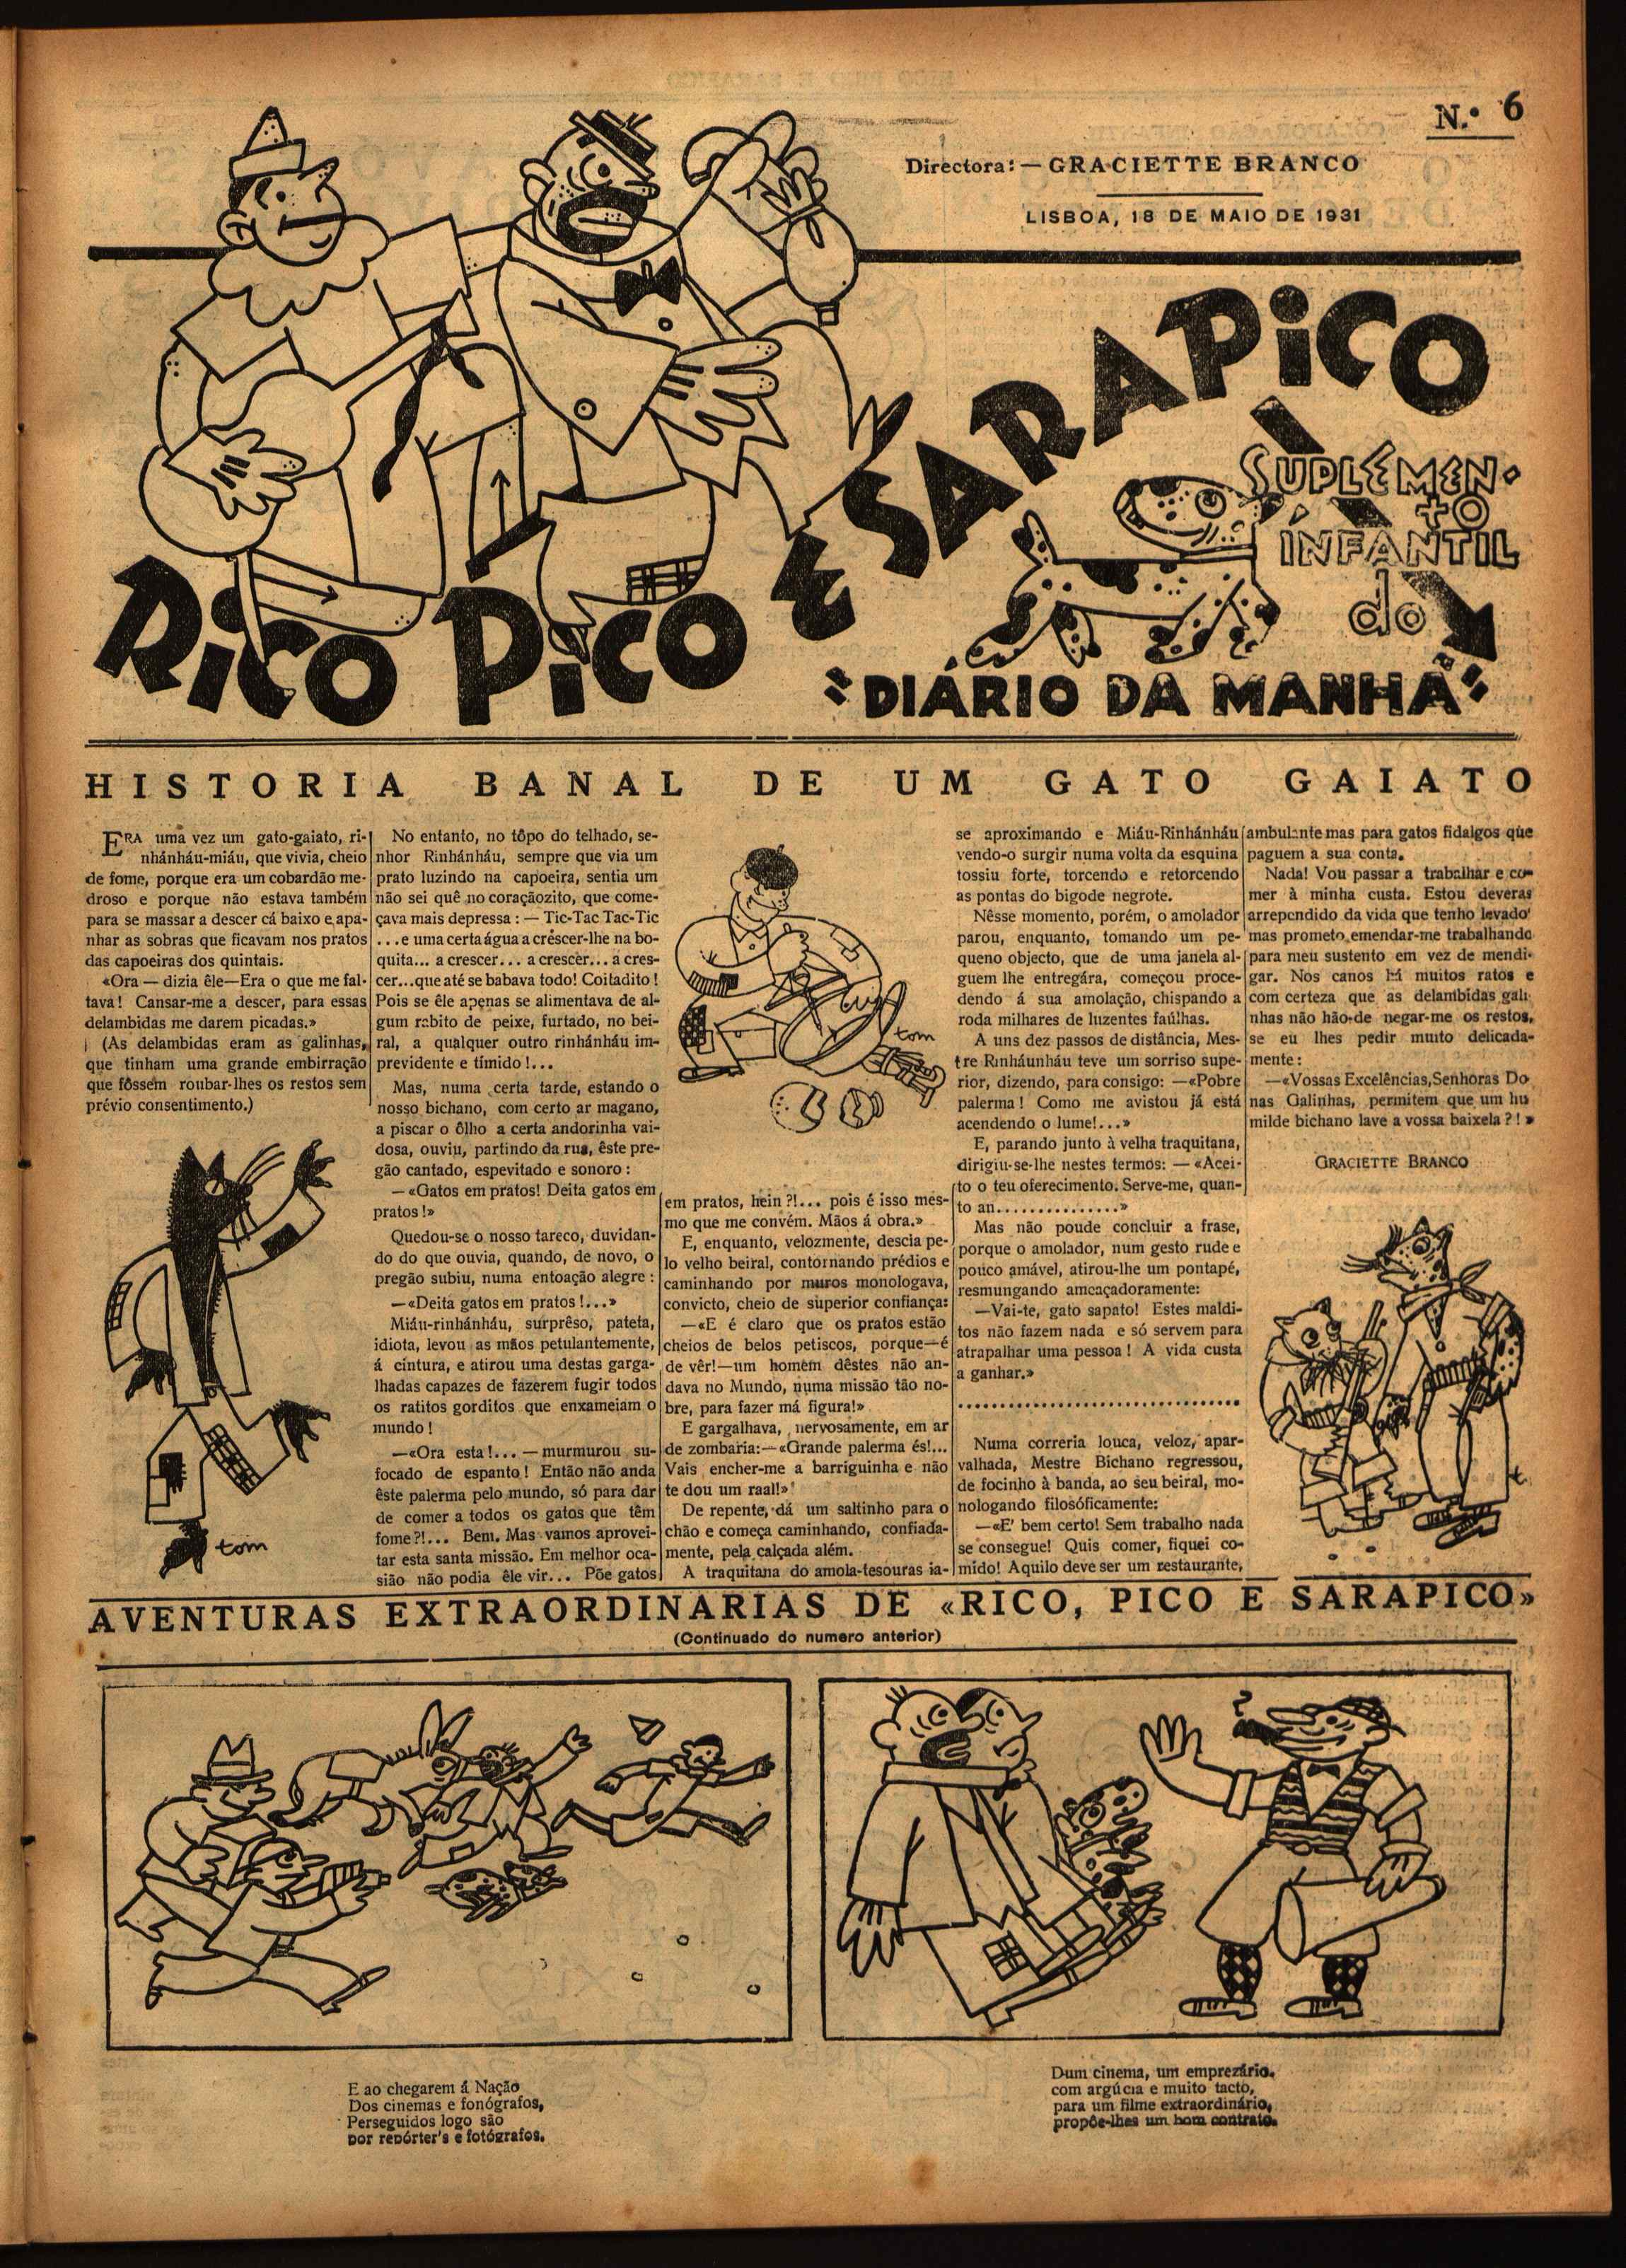 N.º 6
Directora: — GRACIETTE BRANCO
LISBOA, 18 DE MAIO DE 1931
RICO PICO E SARAPICO
SUPLEMEN-
TO
INFANTIL
do
"DIÁRIO DA MANHÃ"
HISTORIA BANAL DE UM GATO GAIATO
ERA uma vez um gato-gaiato, ri-
nhánháu-miáu, que vivia, cheio
de fome, porque era um cobardão me-
droso e porque não estava também
para se massar a descer cá baixo e apa-
nhar as sobras que ficavam nos pratos
das capoeiras dos quintais.
«Ora — dizia êle—Era o que me fal-
tava! Cansar-me a descer, para essas
delambidas me darem picadas.»
(As delambidas eram as galinhas,
que tinham uma grande embirração
que fôssem roubar-lhes os restos sem
prévio consentimento.)
tom
No entanto, no tôpo do telhado, se-
nhor Rinhánháu, sempre que via um
prato luzindo na capoeira, sentia um
não sei quê no coraçãozito, que come-
çava mais depressa : — Tic-Tac Tac-Tic
...e uma certa água a crescer-lhe na bo-
quita... a crescer... a crescer... a cres-
cer...que até se babava todo! Coitadito !
Pois se êle apenas se alimentava de al-
gum rabito de peixe, furtado, no bei-
ral, a qualquer outro rinhánháu im-
previdente e tímido !...
Mas, numa certa tarde, estando o
nosso bichano, com certo ar magano,
a piscar o ôlho a certa andorinha vai-
dosa, ouviu, partindo da rua, êste pre-
gão cantado, espevitado e sonoro :
— «Gatos em pratos! Deita gatos em
pratos !»
Quedou-se o nosso tareco, duvidan-
do do que ouvia, quando, de novo, o
pregão subiu, numa entoação alegre :
—«Deita gatos em pratos !...»
Miáu-rinhánháu, surprêso, pateta,
idiota, levou as mãos petulantemente,
á cintura, e atirou uma destas garga-
lhadas capazes de fazerem fugir todos
os ratitos gorditos que enxameiam o
mundo !
—«Ora esta !... — murmurou su-
focado de espanto ! Então não anda
êste palerma pelo mundo, só para dar
de comer a todos os gatos que têm
fome?!... Bem. Mas vamos aprovei-
tar esta santa missão. Em melhor oca-
sião não podia êle vir... Põe gatos
tom
em pratos, hein ?!... pois é isso mes-
mo que me convém. Mãos á obra.»
E, enquanto, velozmente, descia pe-
lo velho beiral, contornando prédios e
caminhando por muros monologava,
convicto, cheio de superior confiança:
—«E é claro que os pratos estão
cheios de belos petiscos, porque—é
de vêr!—um homem dêstes não an-
dava no Mundo, numa missão tão no-
bre, para fazer má figura!»
E gargalhava, nervosamente, em ar
de zombaria:—«Grande palerma és!...
Vais encher-me a barriguinha e não
te dou um raal!»
De repente, dá um saltinho para o
chão e começa caminhando, confiada-
mente, pela calçada além.
A traquitana do amola-tesouras ia-
se aproximando e Miáu-Rinhánháu
vendo-o surgir numa volta da esquina
tossiu forte, torcendo e retorcendo
as pontas do bigode negrote.
Nêsse momento, porém, o amolador
parou, enquanto, tomando um pe-
queno objecto, que de uma janela al-
guem lhe entregára, começou proce-
dendo á sua amolação, chispando a
roda milhares de luzentes faúlhas.
A uns dez passos de distância, Mes-
tre Rinháunháu teve um sorriso supe-
rior, dizendo, para consigo: —«Pobre
palerma ! Como me avistou já está
acendendo o lume!...»
E, parando junto à velha traquitana,
dirigiu-se-lhe nestes termos: — «Acei-
to o teu oferecimento. Serve-me, quan-
to an...............»
Mas não poude concluir a frase,
porque o amolador, num gesto rude e
pouco amável, atirou-lhe um pontapé,
resmungando ameaçadoramente:
—Vai-te, gato sapato! Estes maldi-
tos não fazem nada e só servem para
atrapalhar uma pessoa ! A vida custa
a ganhar.»
..................................
Numa correria louca, veloz, apar-
valhada, Mestre Bichano regressou,
de focinho à banda, ao seu beiral, mo-
nologando filosóficamente:
—«E' bem certo! Sem trabalho nada
se consegue! Quis comer, fiquei co-
mido! Aquilo deve ser um restaurante,
ambulante mas para gatos fidalgos que
paguem a sua conta.
Nada! Vou passar a trabalhar e co-
mer à minha custa. Estou deveras
arrependido da vida que tenho levado
mas prometo emendar-me trabalhando
para meu sustento em vez de mendi-
gar. Nos canos há muitos ratos e
com certeza que as delambidas gali-
nhas não hão-de negar-me os restos,
se eu lhes pedir muito delicada-
mente :
—«Vossas Excelências,Senhoras Do
nas Galinhas, permitem que um hu
milde bichano lave a vossa baixela ? ! »
GRACIETTE BRANCO
t.
AVENTURAS EXTRAORDINARIAS DE «RICO, PICO E SARAPICO»
(Continuado do numero anterior)
E ao chegarem á Nação
Dos cinemas e fonógrafos,
Perseguidos logo são
por repórter's e fotógrafos.
Dum cinema, um emprezário,
com argúcia e muito tacto,
para um filme extraordinário,
propõe-lhes um bom contrato.